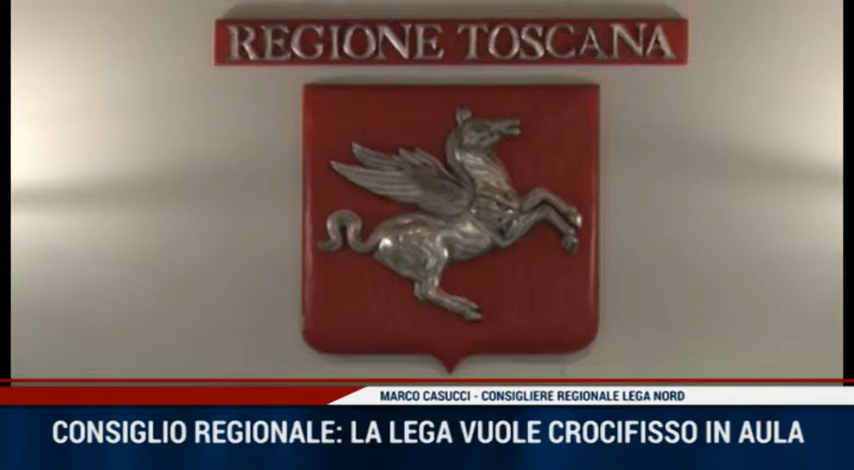 REGIONE TOSCANA
MARCO CASUCCI - CONSIGLIERE REGIONALE LEGA NORD
CONSIGLIO REGIONALE: LA LEGA VUOLE CROCIFISSO IN AULA